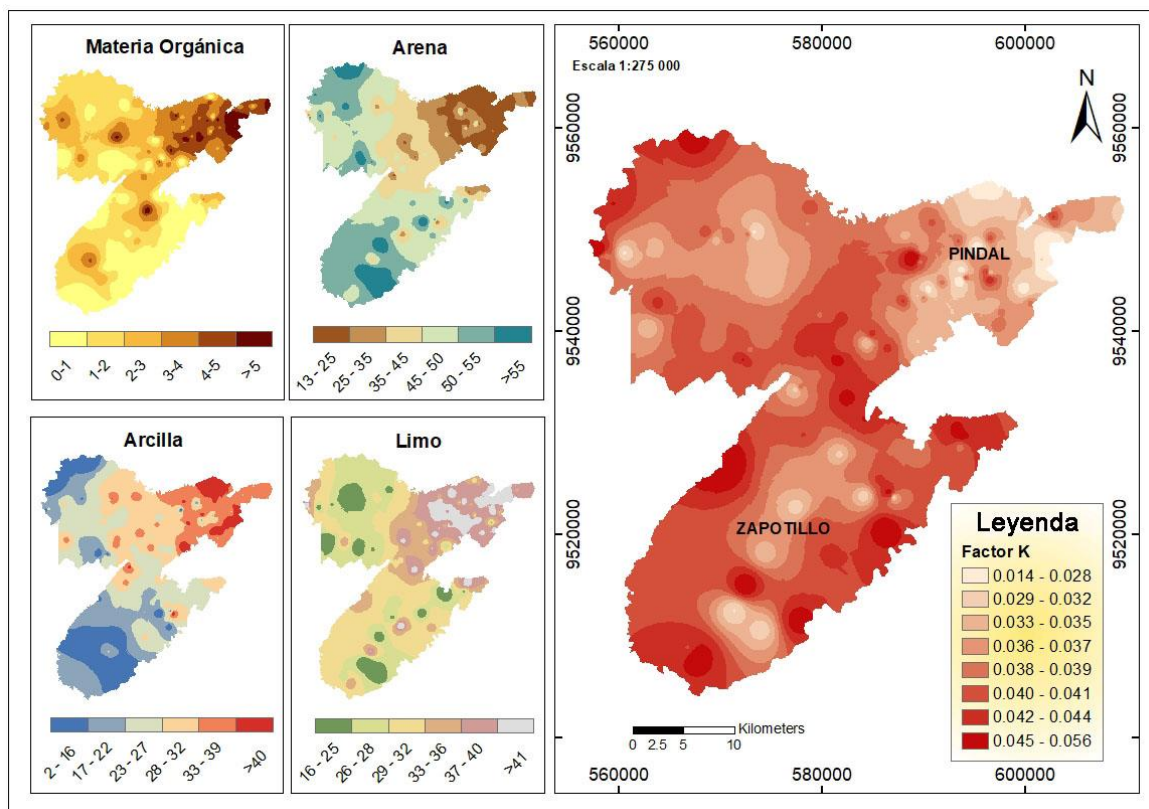 Materia Orgánica
0-1
1-2
2-3
3-4
4-5
>5
Arena
13 - 25
25 - 35
35 - 45
45 - 50
50 - 55
>55
Arcilla
2 - 16
17 - 22
23 - 27
28 - 32
33 - 39
>40
Limo
16 - 25
26 - 28
29 - 32
33 - 36
37 - 40
>41
560000 580000 600000
Escala 1:275 000
N
9560000 9560000
PINDAL
9540000 9540000
9520000 9520000
ZAPOTILLO
Leyenda
Factor K
0.014 - 0.028
0.029 - 0.032
0.033 - 0.035
0.036 - 0.037
0.038 - 0.039
0.040 - 0.041
0.042 - 0.044
0.045 - 0.056
Kilometers
0 2.5 5 10
560000 580000 600000